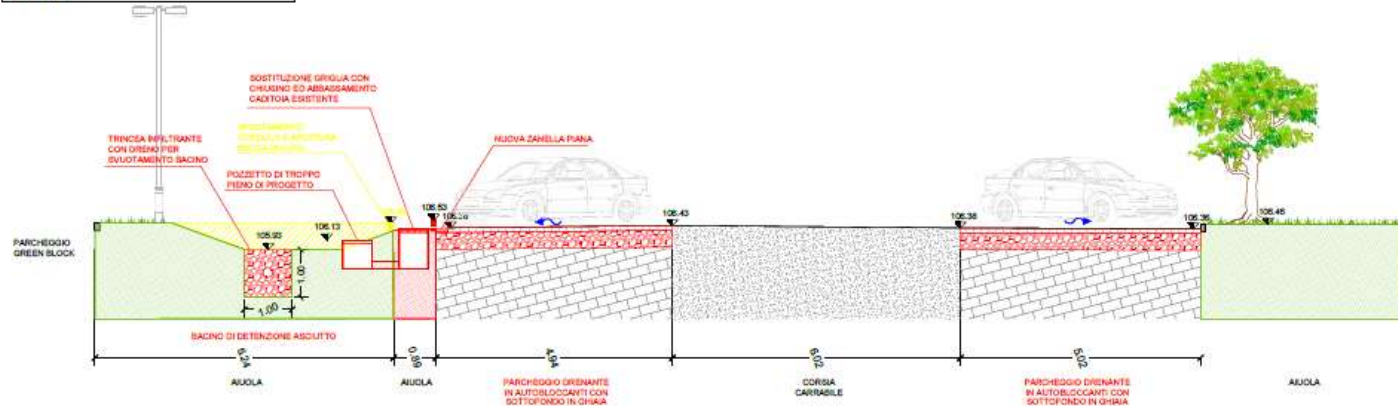 SOSTITUZIONE GRIGLIA CON
CHIUSINO ED ABBASSAMENTO
CADITOIA ESISTENTE
TRINCEA INFILTRANTE
CON DRENO PER
SVUOTAMENTO BACINO
NUOVA ZANELLA PIANA
POZZETTO DI TROPPO
PIENO DI PROGETTO
106.53
106.43
106.38
106.36
106.46
106.13
105.93
PARCHEGGIO
GREEN BLOCK
1.00
1.00
BACINO DI DETENZIONE ASCIUTTO
6.24
0.89
4.94
6.02
5.02
AIUOLA
AIUOLA
PARCHEGGIO DRENANTE
IN AUTOBLOCCANTI CON
SOTTOFONDO IN GHIAIA
CORSIA
CARRABILE
PARCHEGGIO DRENANTE
IN AUTOBLOCCANTI CON
SOTTOFONDO IN GHIAIA
AIUOLA